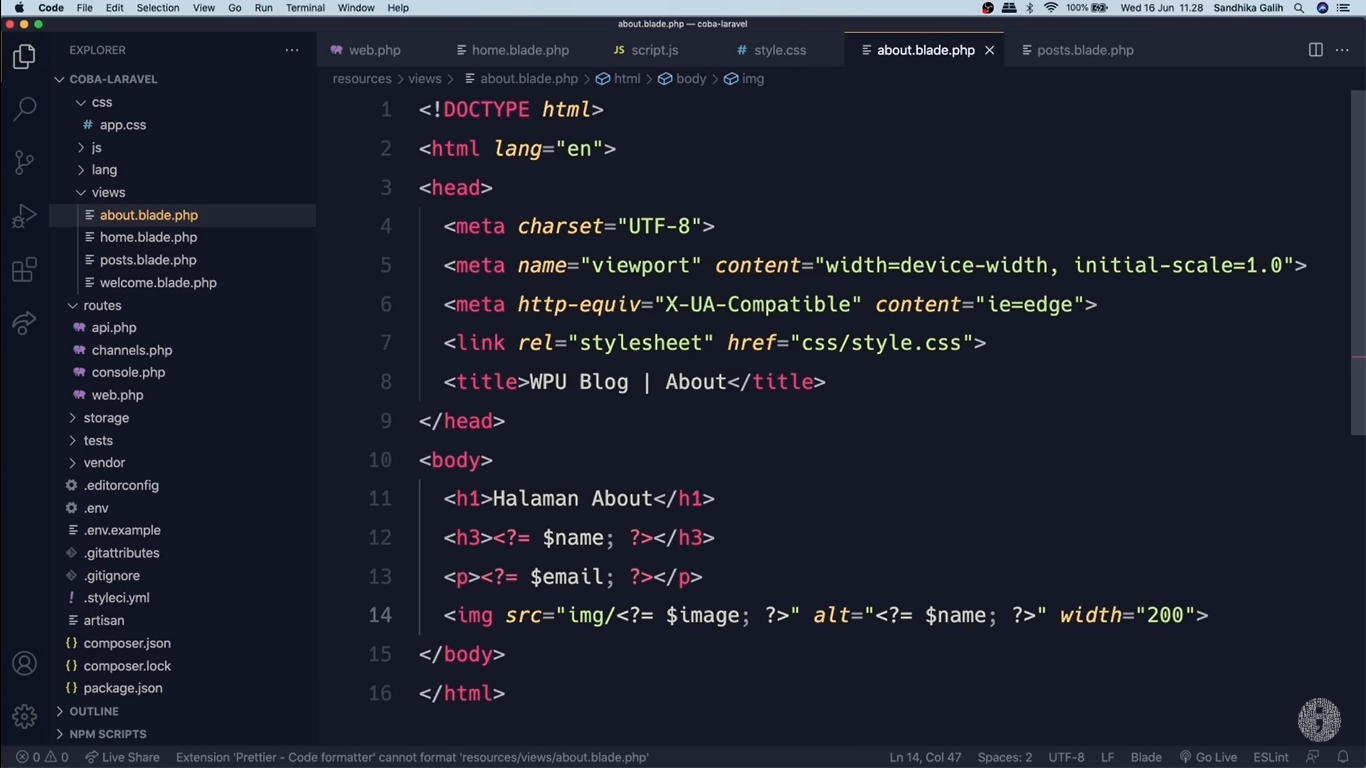 Code File Edit Selection View Go Run Terminal Window Help 100% Wed 16 Jun 11.28 Sandhika Galih
about.blade.php — coba-laravel
EXPLORER ...
web.php home.blade.php JS script.js # style.css about.blade.php posts.blade.php ...
COBA-LARAVEL
resources > views > about.blade.php > html > body > img
css
# app.css
js
lang
views
about.blade.php
home.blade.php
posts.blade.php
welcome.blade.php
routes
api.php
channels.php
console.php
web.php
storage
tests
vendor
.editorconfig
.env
.env.example
.gitattributes
.gitignore
! .styleci.yml
artisan
{} composer.json
{} composer.lock
{} package.json
OUTLINE
NPM SCRIPTS
1 <!DOCTYPE html>
2 <html lang="en">
3 <head>
4 <meta charset="UTF-8">
5 <meta name="viewport" content="width=device-width, initial-scale=1.0">
6 <meta http-equiv="X-UA-Compatible" content="ie=edge">
7 <link rel="stylesheet" href="css/style.css">
8 <title>WPU Blog | About</title>
9 </head>
10 <body>
11 <h1>Halaman About</h1>
12 <h3><?= $name; ?></h3>
13 <p><?= $email; ?></p>
14 <img src="img/<?= $image; ?>" alt="<?= $name; ?>" width="200">
15 </body>
16 </html>
0 0 Live Share Extension 'Prettier - Code formatter' cannot format 'resources/views/about.blade.php' Ln 14, Col 47 Spaces: 2 UTF-8 LF Blade Go Live ESLint